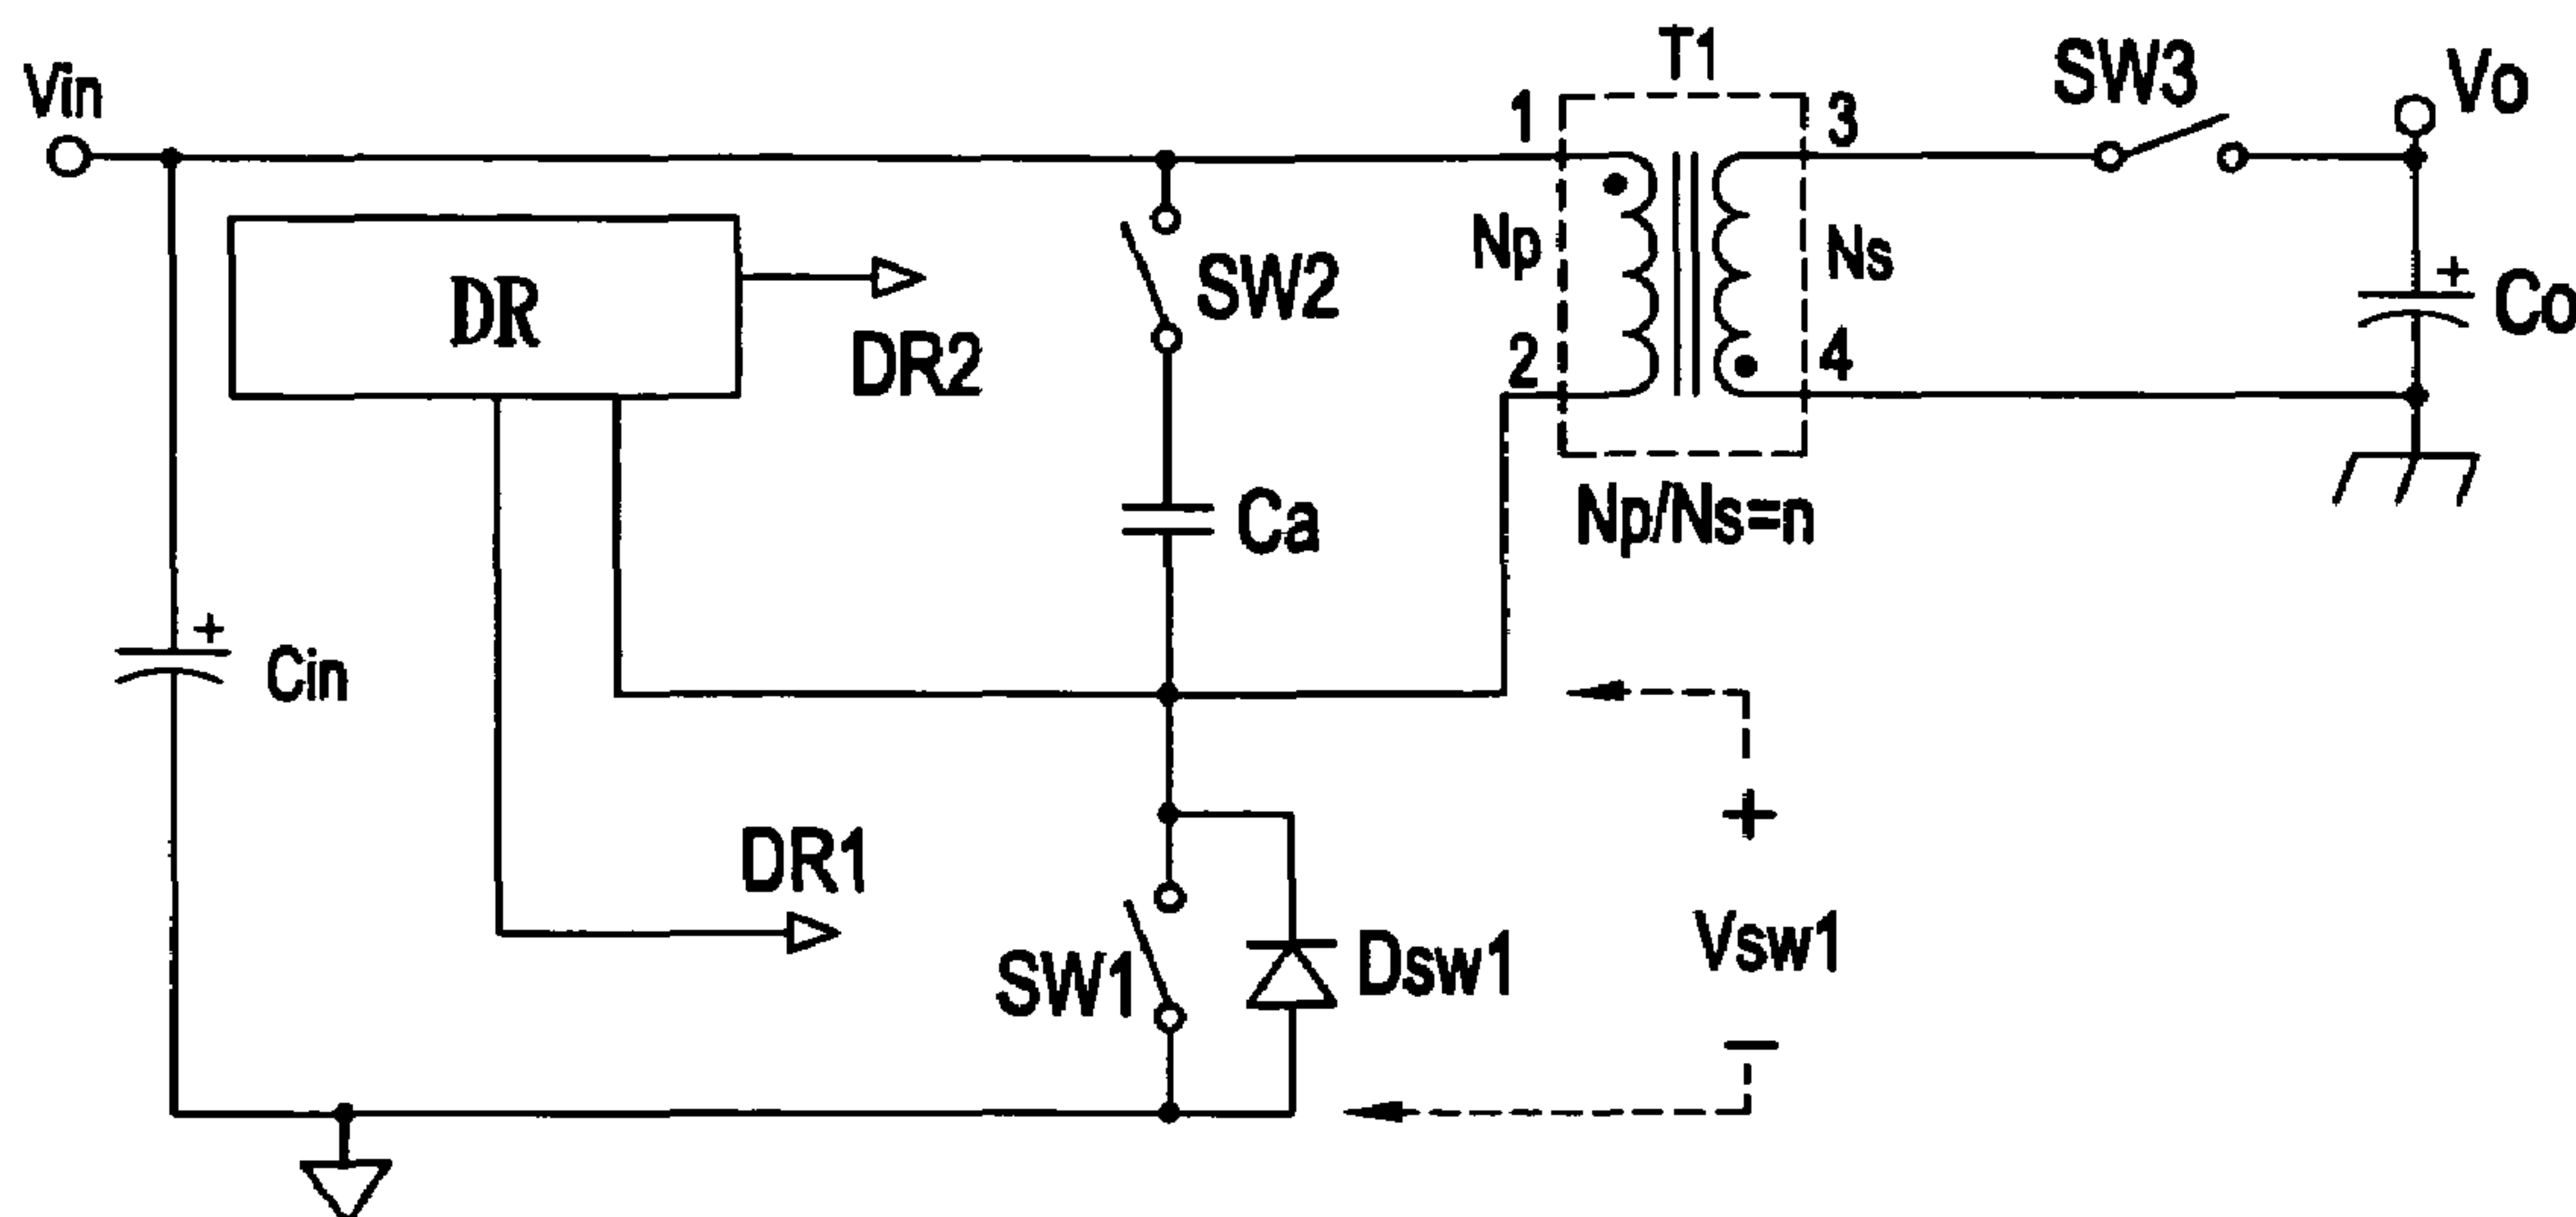 Vin
T1
SW3
Vo
1
3
Np
Ns
2
4
Np/Ns=n
DR
DR2
SW2
+
Co
Ca
+
Cin
DR1
SW1
Dsw1
+
Vsw1
−